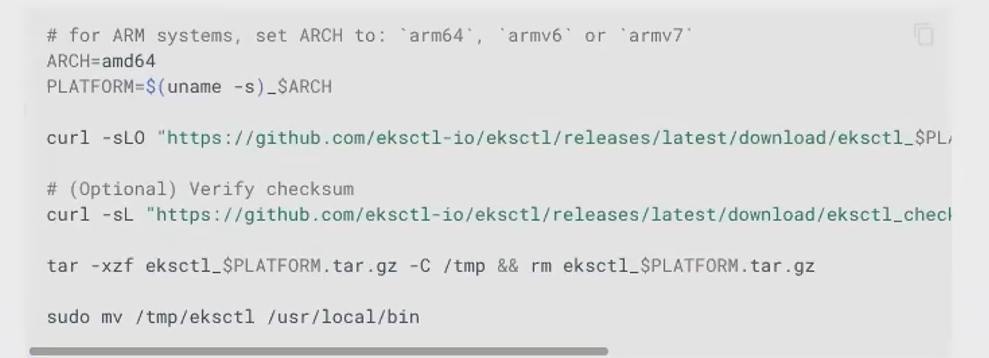 # for ARM systems, set ARCH to: `arm64`, `armv6` or `armv7`
ARCH=amd64
PLATFORM=$(uname -s)_$ARCH
curl -sLO "https://github.com/eksctl-io/eksctl/releases/latest/download/eksctl_$PLA
# (Optional) Verify checksum
curl -sL "https://github.com/eksctl-io/eksctl/releases/latest/download/eksctl_check
tar -xzf eksctl_$PLATFORM.tar.gz -C /tmp && rm eksctl_$PLATFORM.tar.gz
sudo mv /tmp/eksctl /usr/local/bin